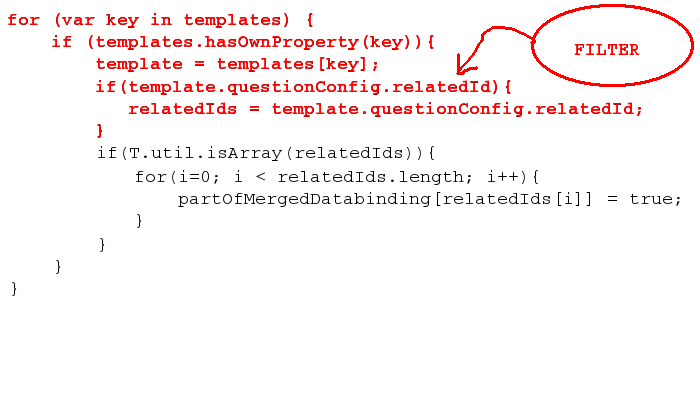 for (var key in templates) {
if (templates.hasOwnProperty(key)){
template = templates[key];
if(template.questionConfig.relatedId){
relatedIds = template.questionConfig.relatedId;
}
if(T.util.isArray(relatedIds)){
for(i=0; i < relatedIds.length; i++){
partOfMergedDatabinding[relatedIds[i]] = true;
}
}
}
}
FILTER